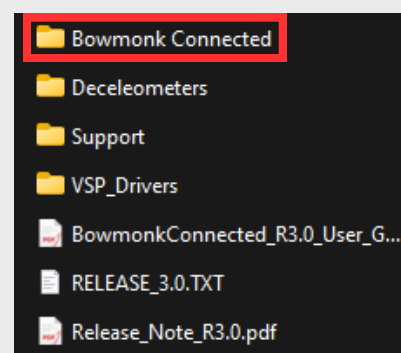 Bowmonk Connected
Deceleometers
Support
VSP_Drivers
BowmonkConnected_R3.0_User_G...
RELEASE_3.0.TXT
Release_Note_R3.0.pdf